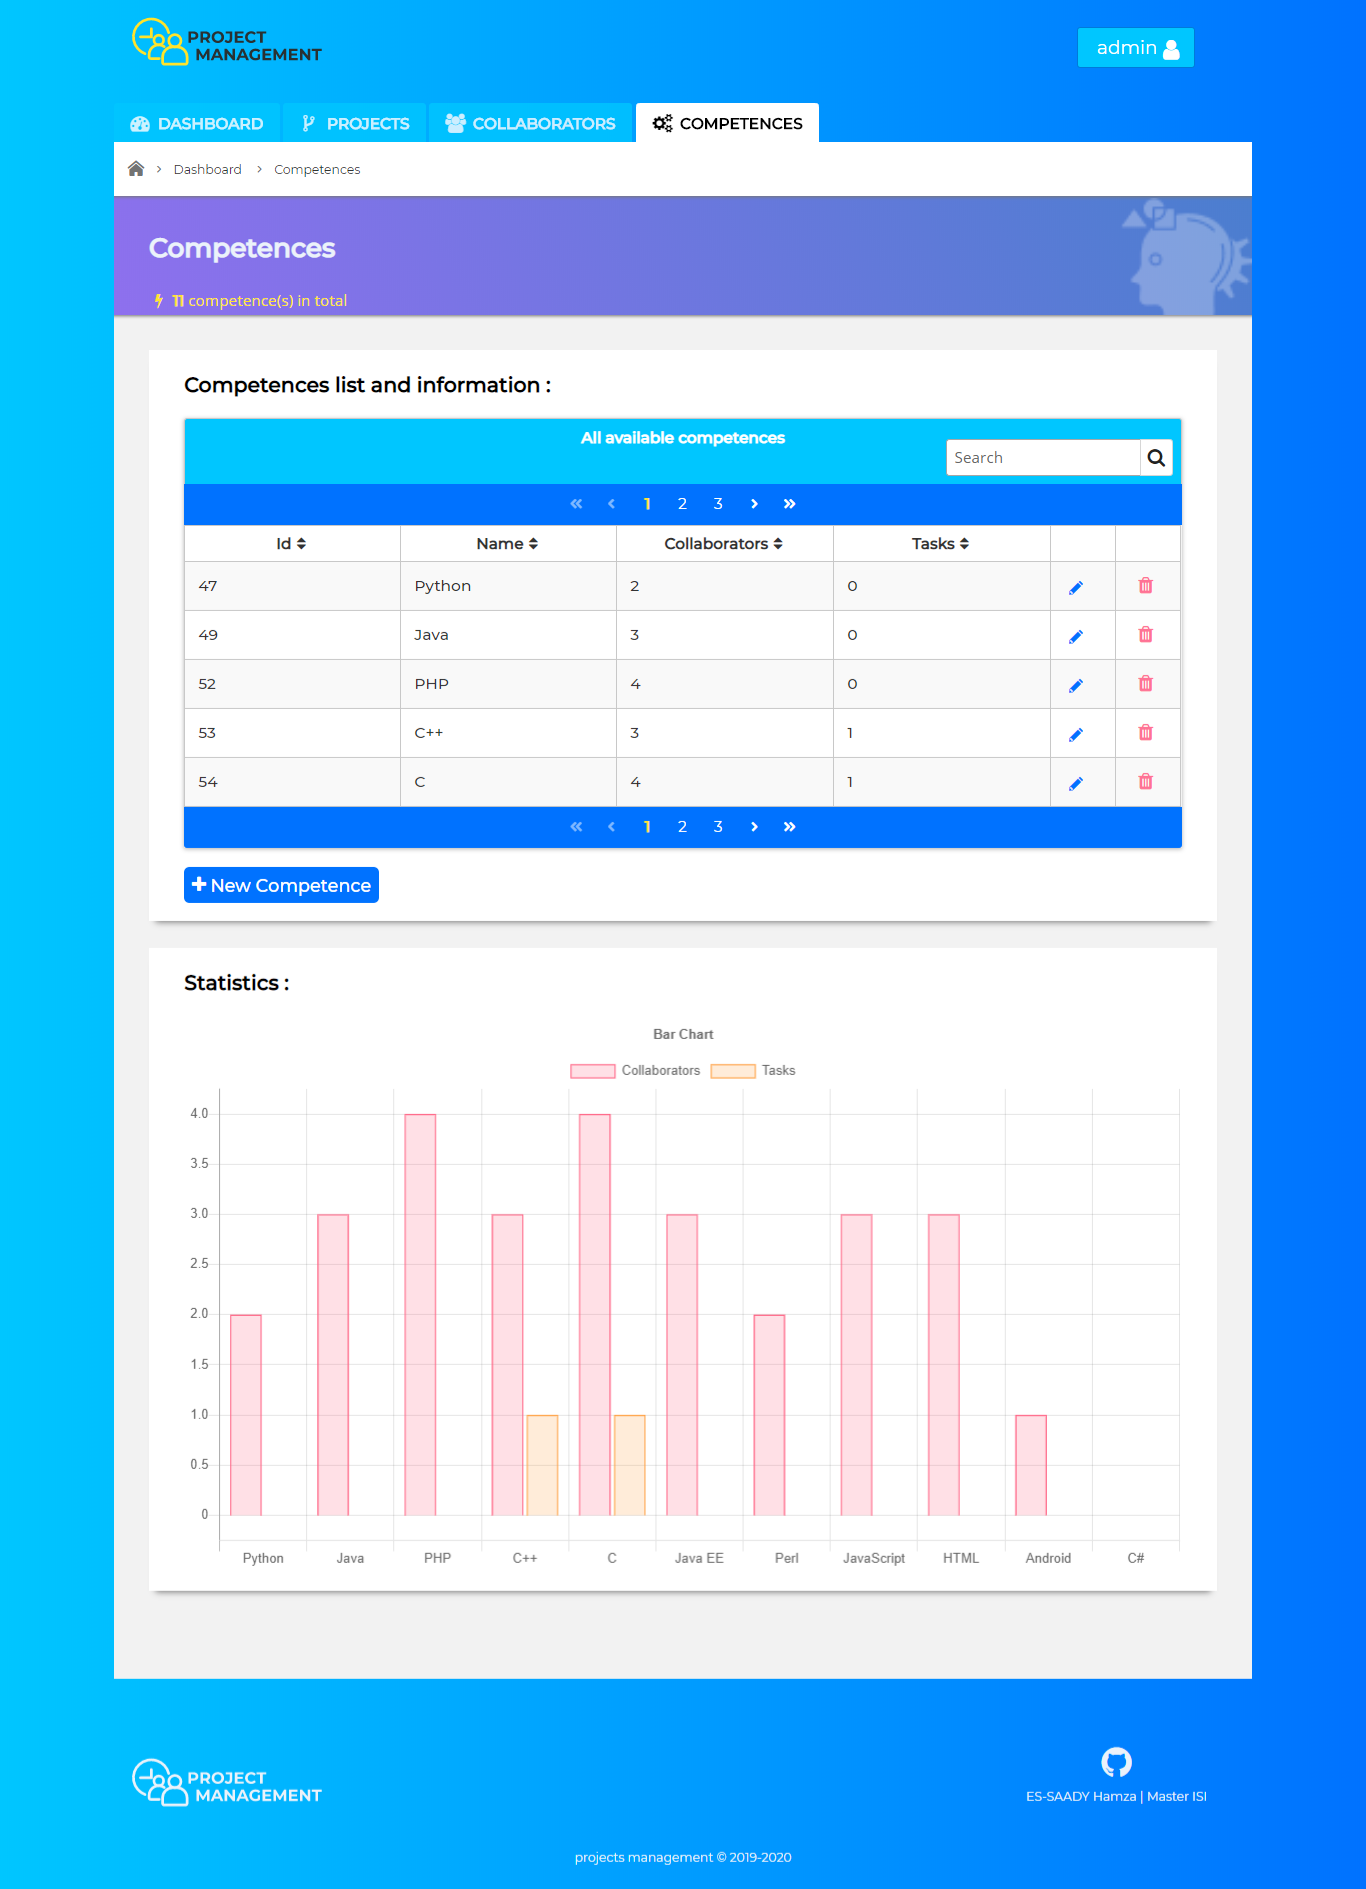 PROJECT
MANAGEMENT
admin
DASHBOARD PROJECTS COLLABORATORS COMPETENCES
Dashboard > Competences
Competences
11 competence(s) in total
Competences list and information :
All available competences
Search
« ‹ 1 2 3 › »
Id Name Collaborators Tasks
47 Python 2 0
49 Java 3 0
52 PHP 4 0
53 C++ 3 1
54 C 4 1
« ‹ 1 2 3 › »
+ New Competence
Statistics :
Bar Chart
Collaborators Tasks
4.0
3.5
3.0
2.5
2.0
1.5
1.0
0.5
0
Python Java PHP C++ C Java EE Perl JavaScript HTML Android C#
PROJECT
MANAGEMENT
ES-SAADY Hamza | Master ISI
projects management © 2019-2020